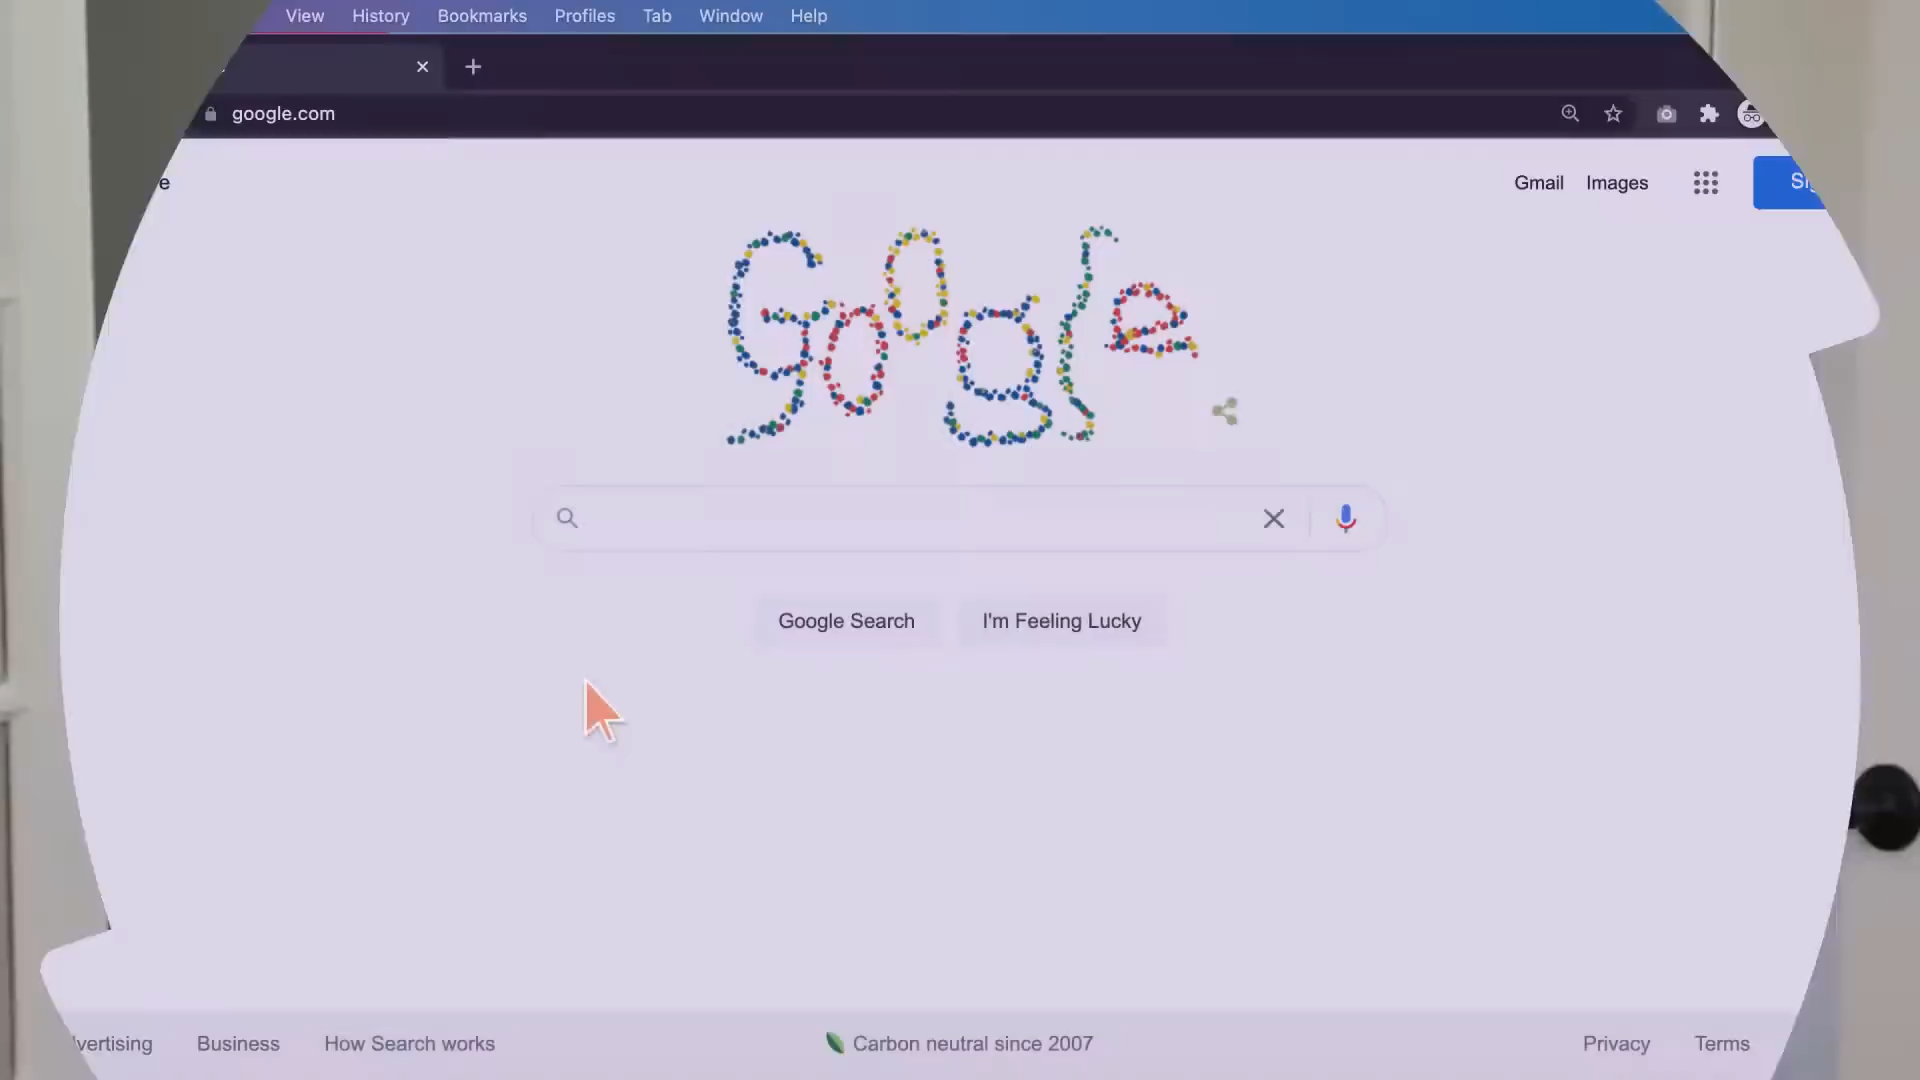 View History Bookmarks Profiles Tab Window Help
google.com
e
Gmail Images
Google
Google Search I'm Feeling Lucky
vertising Business How Search works Carbon neutral since 2007 Privacy Terms